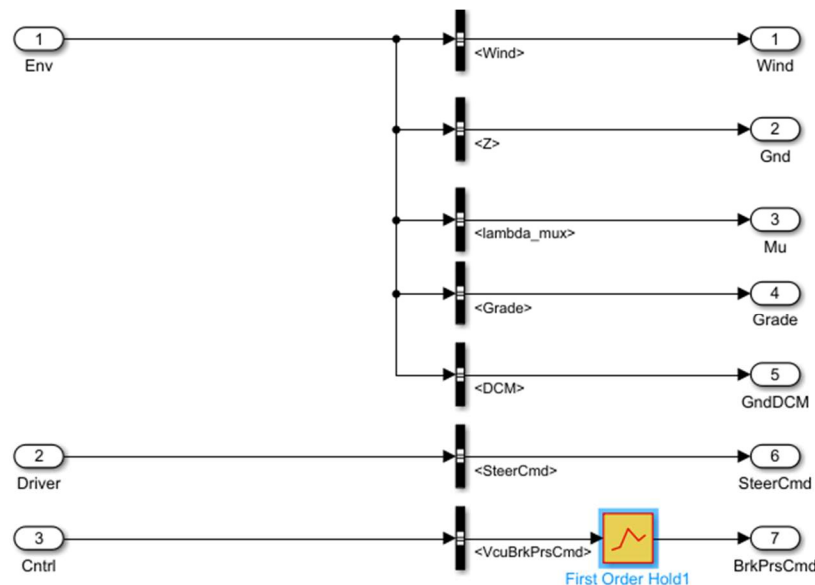 1
Env
<Wind>
1
Wind
<Z>
2
Gnd
<lambda_mux>
3
Mu
<Grade>
4
Grade
<DCM>
5
GndDCM
2
Driver
<SteerCmd>
6
SteerCmd
3
Cntrl
<VcuBrkPrsCmd>
First Order Hold1
7
BrkPrsCmd